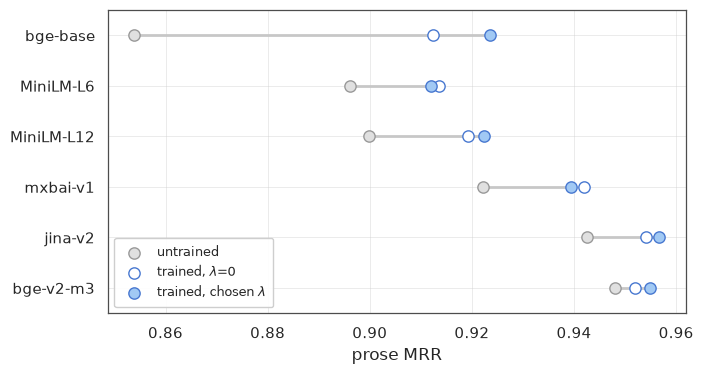 bge-base
MiniLM-L6
MiniLM-L12
mxbai-v1
jina-v2
bge-v2-m3
untrained
trained, λ=0
trained, chosen λ
0.86 0.88 0.90 0.92 0.94 0.96
prose MRR